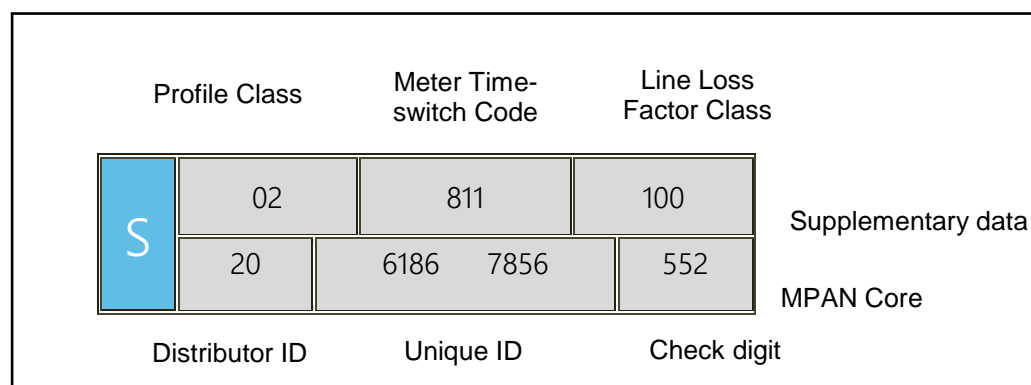 Profile Class
Meter Time-
switch Code
Line Loss
Factor Class
S
02 811 100
Supplementary data
20 6186 7856 552
MPAN Core
Distributor ID Unique ID Check digit